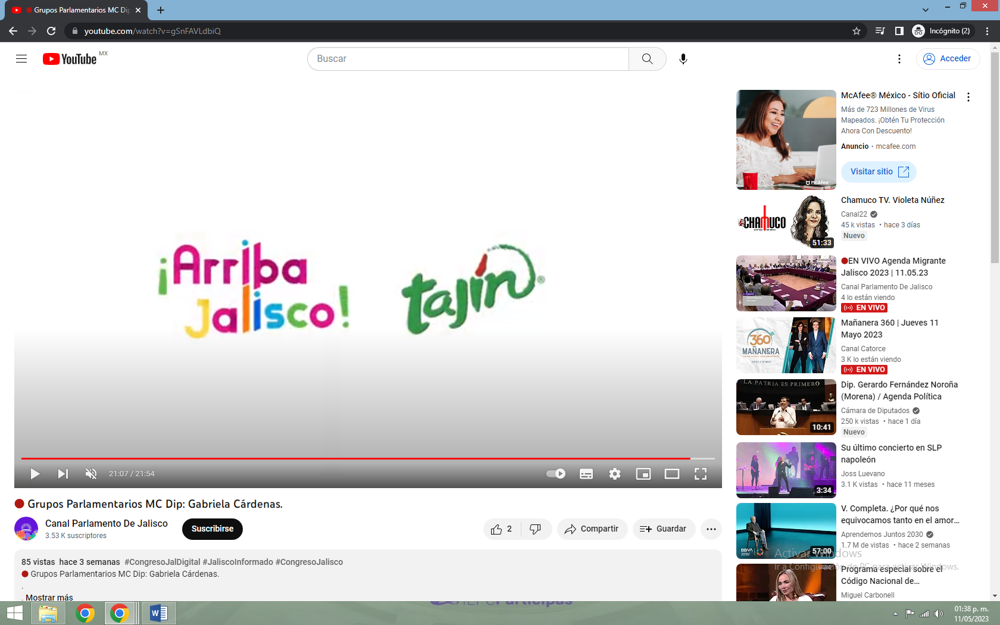 Grupos Parlamentarios MC Dip
youtube.com/watch?v=gSnFAVLdbiQ
Incógnito (2)
YouTube MX
Buscar
Acceder
¡Arriba
Jalisco!
tajín®
21:07 / 21:54
Grupos Parlamentarios MC Dip: Gabriela Cárdenas.
Canal Parlamento De Jalisco
3.53 K suscriptores
Suscribirse
2
Compartir
Guardar
85 vistas hace 3 semanas #CongresoJalDigital #JaliscoInformado #CongresoJalisco
Grupos Parlamentarios MC Dip: Gabriela Cárdenas.
.
. Mostrar más
McAfee® México - Sítio Oficial
Más de 723 Millones de Virus
Mapeados. ¡Obtén Tu Protección
Ahora Con Descuento!
Anuncio · mcafee.com
Visitar sitio
McAfee
Chamuco TV. Violeta Núñez
Canal22
45 k vistas • hace 3 días
Nuevo
CHAMUCO
51:33
EN VIVO Agenda Migrante
Jalisco 2023 | 11.05.23
Canal Parlamento De Jalisco
4 lo están viendo
EN VIVO
Mañanera 360 | Jueves 11
Mayo 2023
Canal Catorce
3 K lo están viendo
EN VIVO
360
MAÑANERA
Dip. Gerardo Fernández Noroña
(Morena) / Agenda Política
Cámara de Diputados
250 k vistas • hace 1 día
Nuevo
LA PATRIA ES PRIMERO
10:41
Su último concierto en SLP
napoleón
Joss Luevano
3.1 K vistas • hace 11 meses
3:34
V. Completa. ¿Por qué nos
equivocamos tanto en el amor...
Aprendemos Juntos 2030
1.7 M de vistas • hace 2 semanas
BBVA
57:00
Activar Windows
Ir a Configuración de PC para activar Windows.
Programa especial sobre el
Código Nacional de...
Miguel Carbonell
Participas
01:38 p. m.
11/05/2023